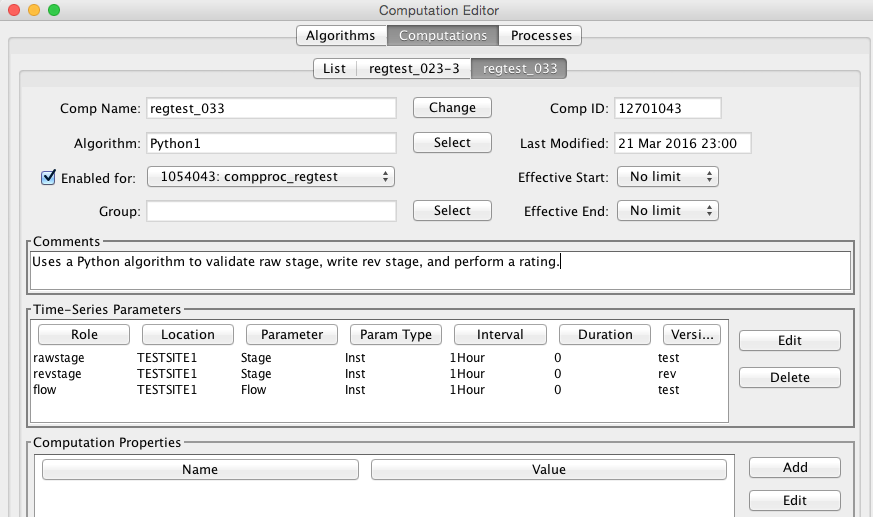 Computation Editor
Algorithms Computations Processes
List regtest_023-3 regtest_033
Comp Name: regtest_033 Change Comp ID: 12701043
Algorithm: Python1 Select Last Modified: 21 Mar 2016 23:00
Enabled for: 1054043: compproc_regtest Effective Start: No limit
Group: Select Effective End: No limit
Comments
Uses a Python algorithm to validate raw stage, write rev stage, and perform a rating.
Time-Series Parameters
Role Location Parameter Param Type Interval Duration Versi...
Edit
rawstage TESTSITE1 Stage Inst 1Hour 0 test
revstage TESTSITE1 Stage Inst 1Hour 0 rev
Delete
flow TESTSITE1 Flow Inst 1Hour 0 test
Computation Properties
Name Value Add
Edit